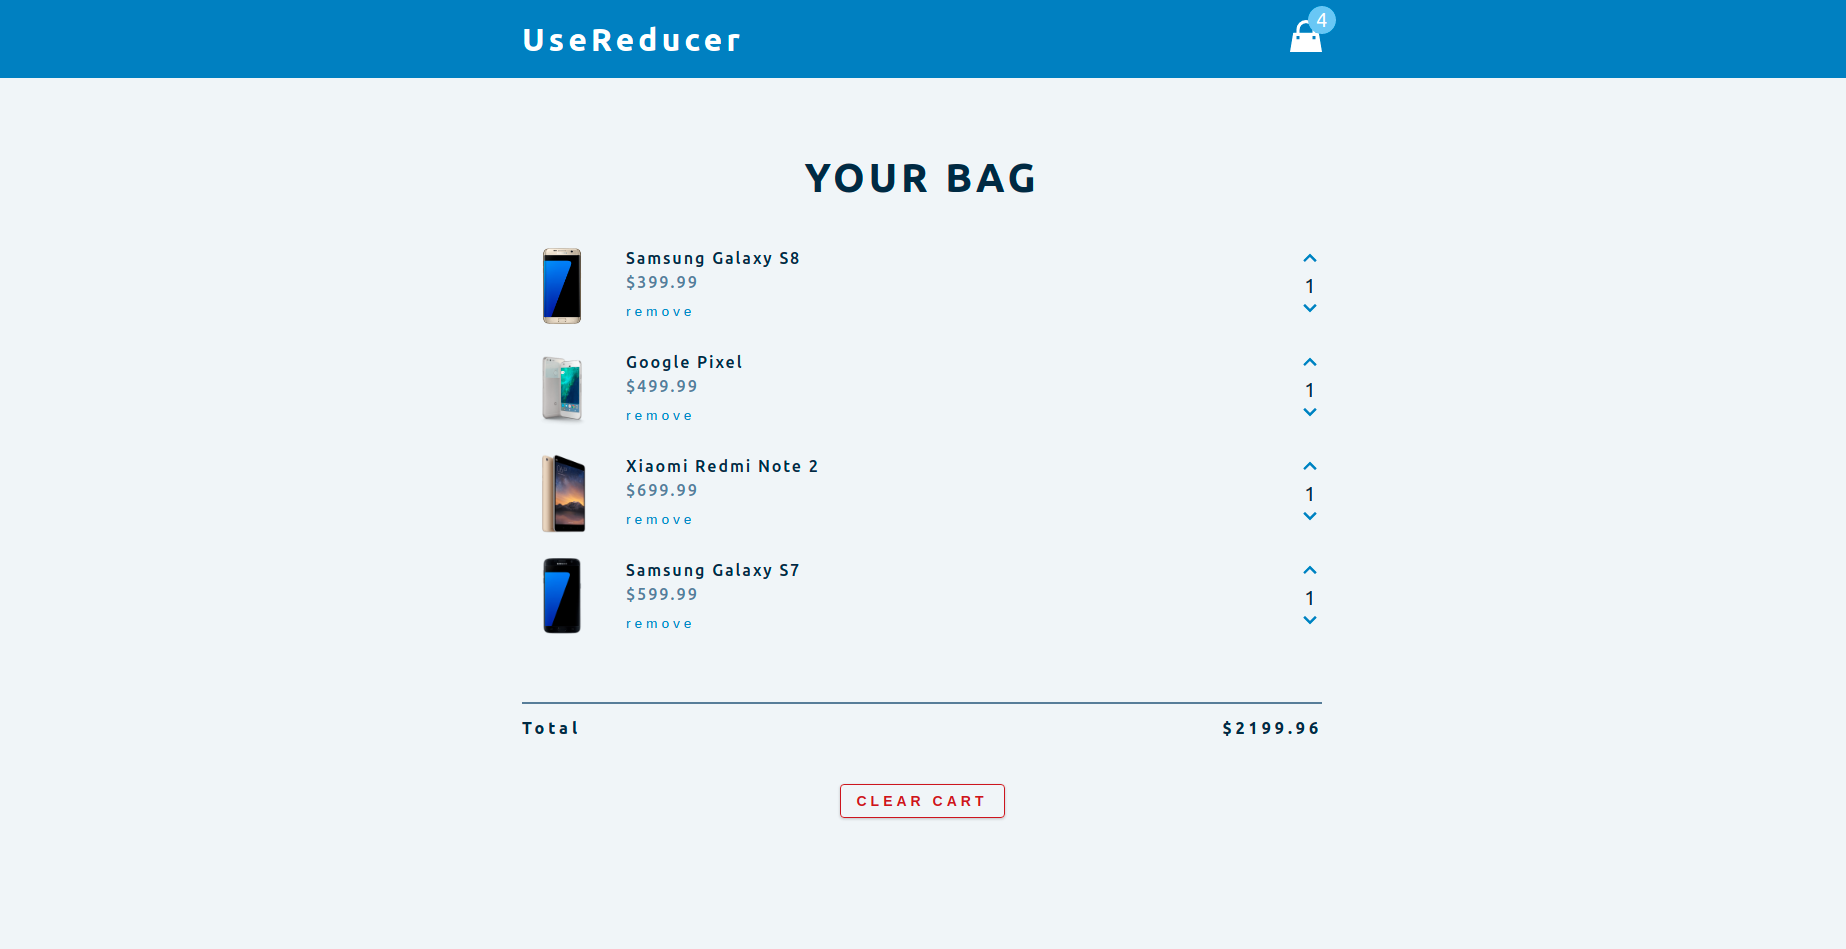 UseReducer
4
YOUR BAG
Samsung Galaxy S8
$399.99
remove
1
Google Pixel
$499.99
remove
1
Xiaomi Redmi Note 2
$699.99
remove
1
Samsung Galaxy S7
$599.99
remove
1
Total $2199.96
CLEAR CART